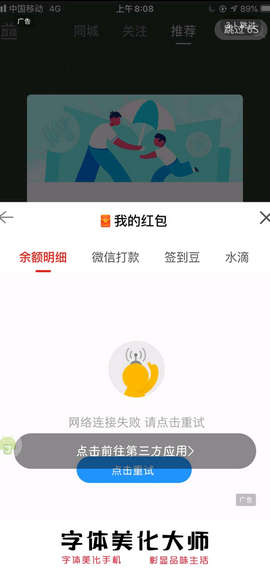 中国移动 4G 上午8:08 89%
广告
直播 同城 关注 推荐 跳过 6S
我的红包
余额明细 微信打款 签到豆 水滴
网络连接失败 请点击重试
点击前往第三方应用>
点击重试
广告
字体美化大师
字体美化手机 彰显品味生活